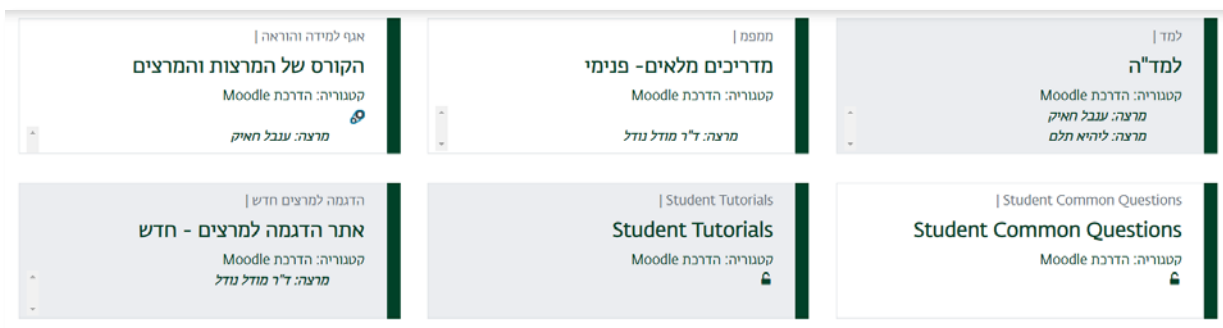 למד |
למד"ה
קטגוריה: הדרכת Moodle
מרצה: ענבל חאיק
מרצה: ליהיא תלם
ממפמ |
מדריכים מלאים- פנימי
קטגוריה: הדרכת Moodle
מרצה: ד"ר מודל נודל
אגף למידה והוראה |
הקורס של המרצות והמרצים
קטגוריה: הדרכת Moodle
מרצה: ענבל חאיק
Student Common Questions |
Student Common Questions
קטגוריה: הדרכת Moodle
Student Tutorials |
Student Tutorials
קטגוריה: הדרכת Moodle
הדגמה למרצים חדש |
אתר הדגמה למרצים - חדש
קטגוריה: הדרכת Moodle
מרצה: ד"ר מודל נודל